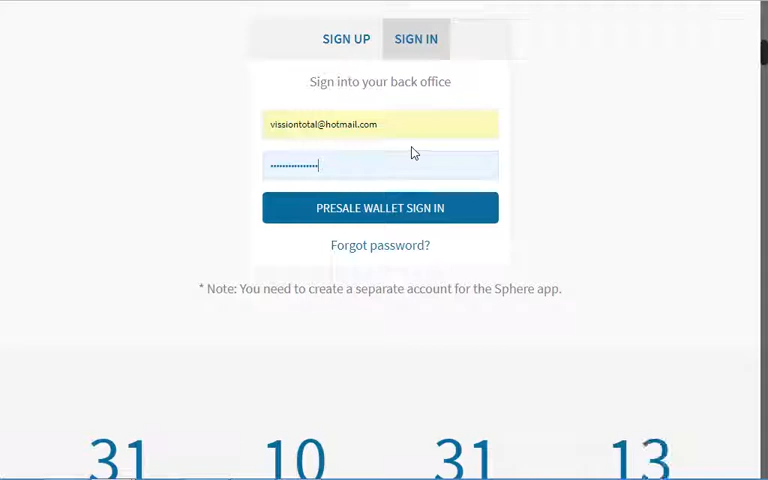 SIGN UP SIGN IN
Sign into your back office
vissiontotal@hotmail.com
••••••••••••••••
PRESALE WALLET SIGN IN
Forgot password?
* Note: You need to create a separate account for the Sphere app.
31 10 31 13